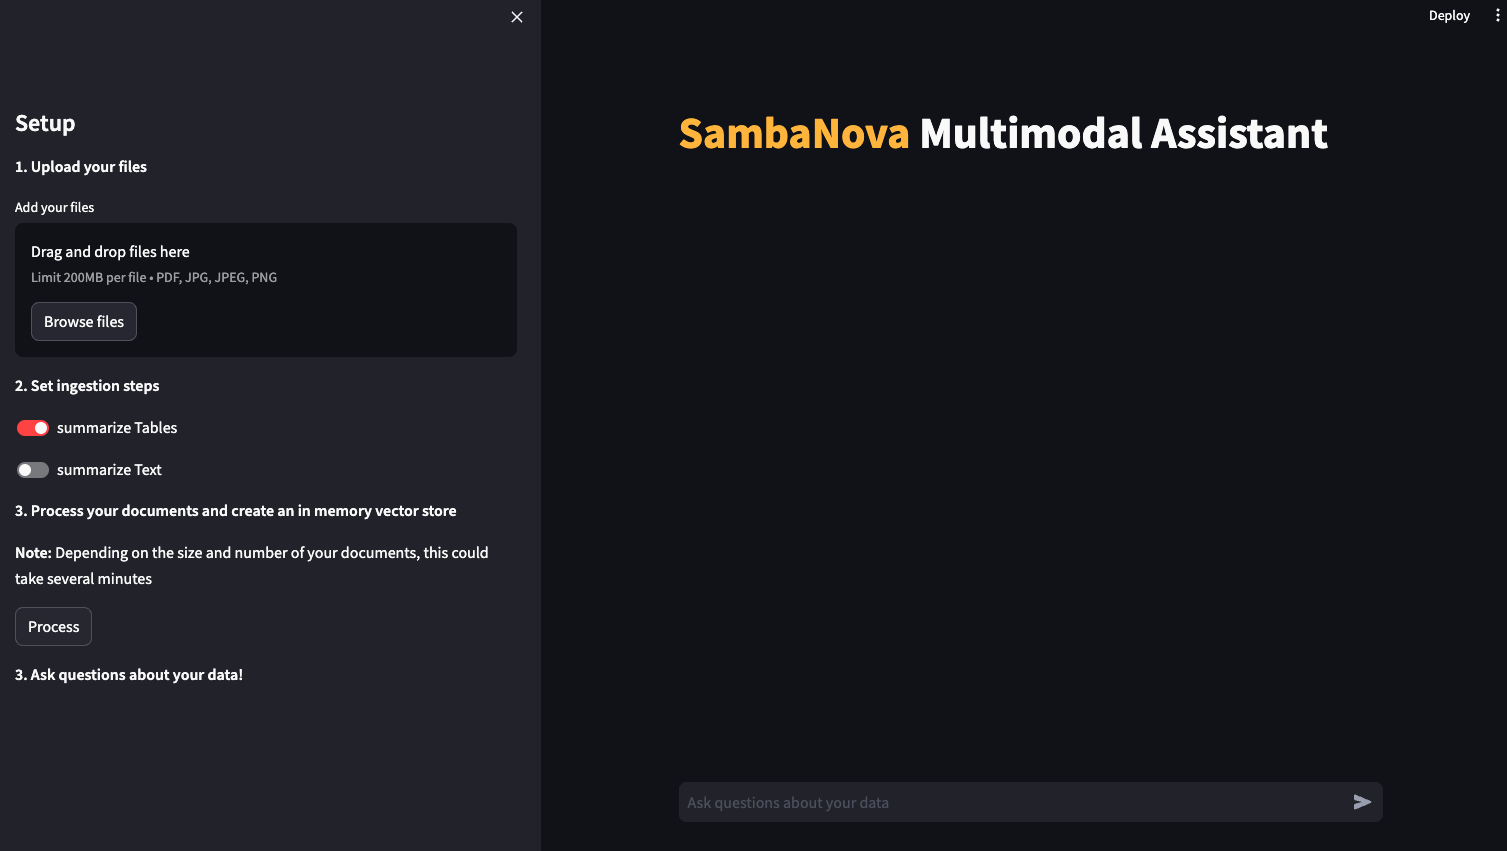 Setup
1. Upload your files
Add your files
Drag and drop files here
Limit 200MB per file • PDF, JPG, JPEG, PNG
Browse files
2. Set ingestion steps
summarize Tables
summarize Text
3. Process your documents and create an in memory vector store
Note: Depending on the size and number of your documents, this could
take several minutes
Process
3. Ask questions about your data!
Deploy
SambaNova Multimodal Assistant
Ask questions about your data